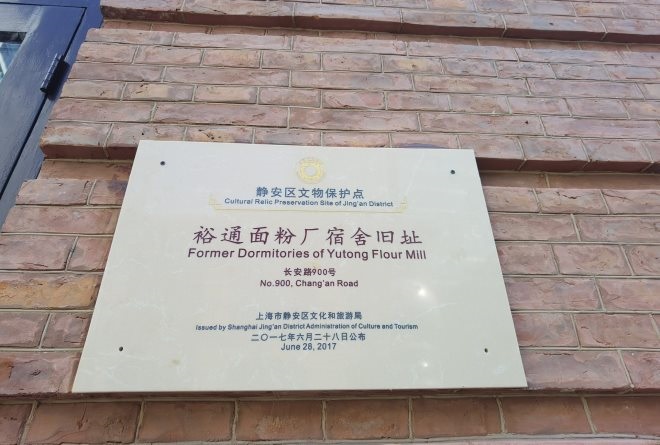 静安区文物保护点
Cultural Relic Preservation Site of Jing'an District
裕通面粉厂宿舍旧址
Former Dormitories of Yutong Flour Mill
长安路900号
No.900, Chang'an Road
上海市静安区文化和旅游局
Issued by Shanghai Jing'an District Administration of Culture and Tourism
二〇一七年六月二十八日公布
June 28, 2017